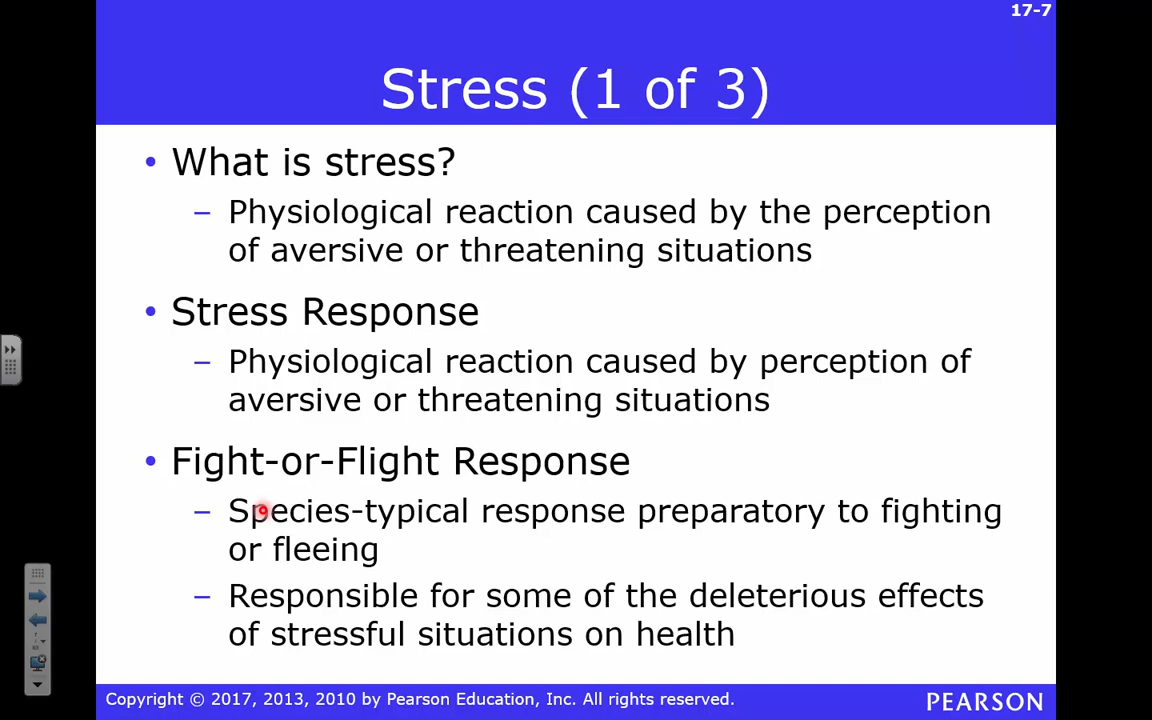 17-7
Stress (1 of 3)
• What is stress?
– Physiological reaction caused by the perception
of aversive or threatening situations
• Stress Response
– Physiological reaction caused by perception of
aversive or threatening situations
• Fight-or-Flight Response
– Species-typical response preparatory to fighting
or fleeing
– Responsible for some of the deleterious effects
of stressful situations on health
Copyright © 2017, 2013, 2010 by Pearson Education, Inc. All rights reserved.
PEARSON